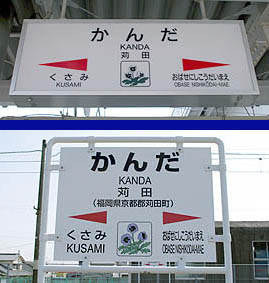 かんだ
KANDA
苅田
くさみ
KUSAMI
おばせにしこうだいまえ
OBASE NISHIKODAI-MAE
かんだ
KANDA
苅田
(福岡県京都郡苅田町)
くさみ
KUSAMI
おばせにしこうだいまえ
OBASE NISHIKODAI-MAE